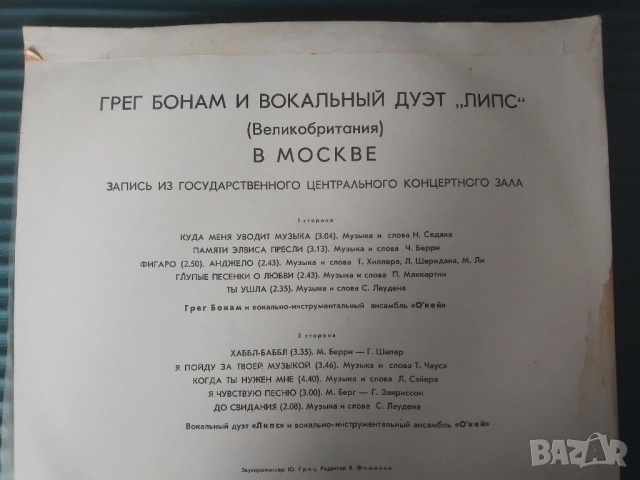 ГРЕГ БОНАМ И ВОКАЛЬНЫЙ ДУЭТ „ЛИПС“
(Великобритания)
В МОСКВЕ
ЗАПИСЬ ИЗ ГОСУДАРСТВЕННОГО ЦЕНТРАЛЬНОГО КОНЦЕРТНОГО ЗАЛА
1 сторона
КУДА МЕНЯ УВОДИТ МУЗЫКА (3.04). Музыка и слова Н. Седака
ПАМЯТИ ЭЛВИСА ПРЕСЛИ (3.13). Музыка и слова Ч. Берри
ФИГАРО (2.50). АНДЖЕЛО (2.43). Музыка и слова Т. Хиллера, Л. Шеридана, М. Ли
ГЛУПЫЕ ПЕСЕНКИ О ЛЮБВИ (2.43). Музыка и слова П. Маккартни
ТЫ УШЛА (2.35). Музыка и слова С. Леудена
Грег Бонам и вокально-инструментальный ансамбль «О'кей»
2 сторона
ХАББЛ-БАББЛ (3.35). М. Берри — Г. Шапер
Я ПОЙДУ ЗА ТВОЕЙ МУЗЫКОЙ (3.46). Музыка и слова Т. Чауса
КОГДА ТЫ НУЖЕН МНЕ (4.40). Музыка и слова Л. Сэйера
Я ЧУВСТВУЮ ПЕСНЮ (3.00). М. Берг — Г. Закриссон
ДО СВИДАНИЯ (2.08). Музыка и слова С. Леудена
Вокальный дуэт «Липс» и вокально-инструментальный ансамбль «О'кей»
Звукорежиссер Ю. Гриц. Редактор В. Фоменко
BAZAR